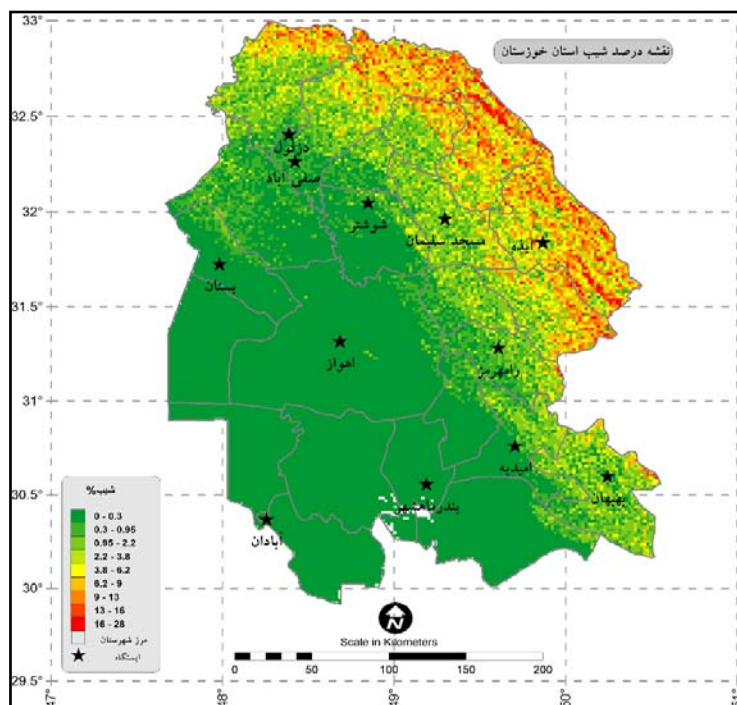 نقشه درصد شیب استان خوزستان
33°
32.5°
32°
31.5°
31°
30.5°
30°
29.5°
47°
48
49
50
51
دزفول
صفی آباد
شوشتر
مسجد سلیمان
ایذه
بستان
اهواز
رامهرمز
امیدیه
بهبهان
بندرماهشهر
آبادان
شیب%
0 - 0.3
0.3 - 0.95
0.95 - 2.2
2.2 - 3.8
3.8 - 6.2
6.2 - 9
9 - 13
13 - 16
16 - 28
مرز شهرستان
ایستگاه
N
Scale in Kilometers
0 50 100 150 200